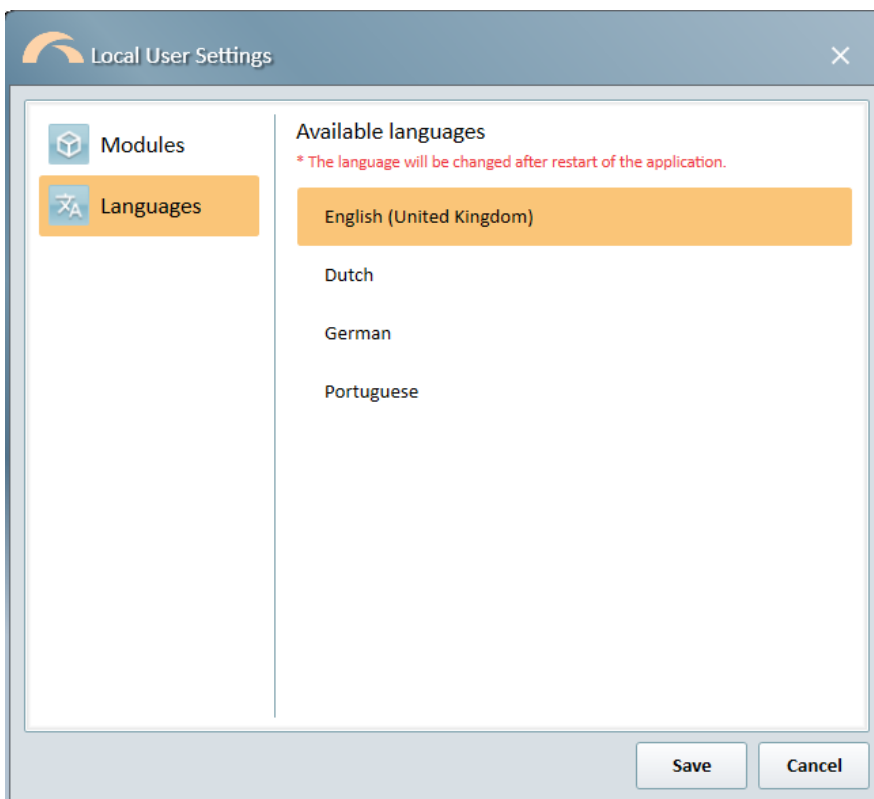 Local User Settings
Modules
Languages
Available languages
* The language will be changed after restart of the application.
English (United Kingdom)
Dutch
German
Portuguese
Save
Cancel